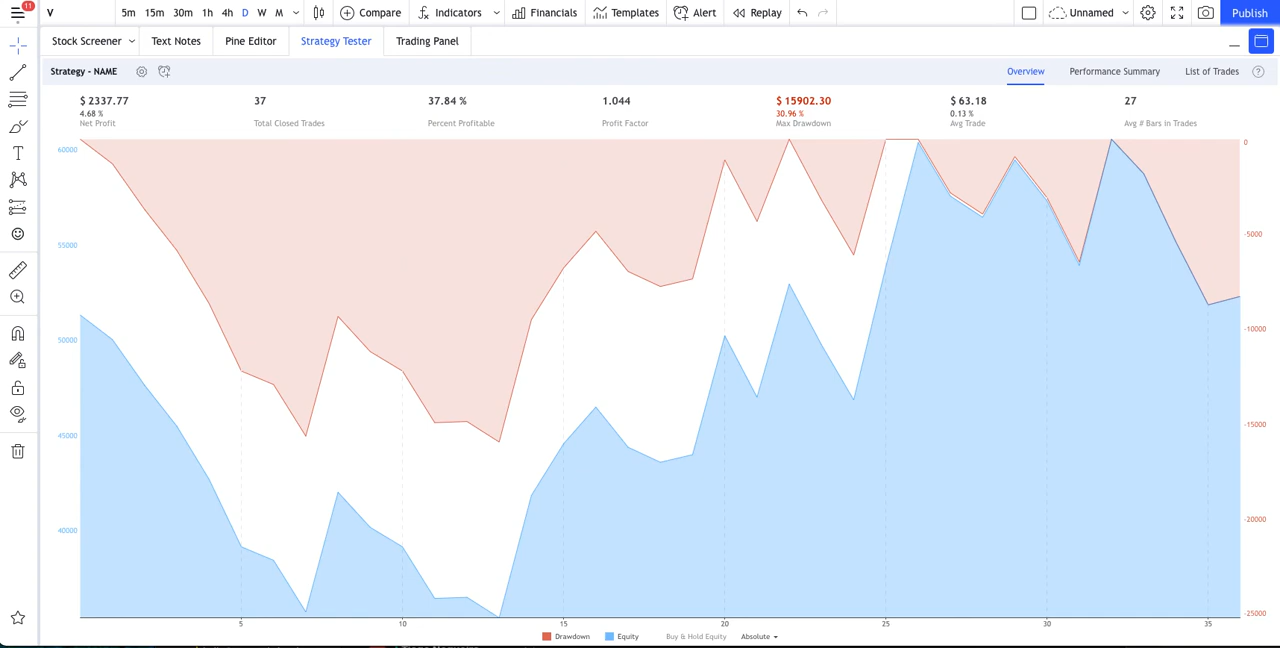 11
V 5m 15m 30m 1h 4h D W M Compare Indicators Financials Templates Alert Replay Unnamed Publish
Stock Screener Text Notes Pine Editor Strategy Tester Trading Panel
Strategy - NAME Overview Performance Summary List of Trades ?
$ 2337.77 37 37.84 % 1.044 $ 15902.30 $ 63.18 27
4.68 % 30.96 % 0.13 %
Net Profit Total Closed Trades Percent Profitable Profit Factor Max Drawdown Avg Trade Avg # Bars In Trades
60000 0
55000 -5000
50000 -10000
45000 -15000
40000 -20000
-25000
5 10 15 20 25 30 35
Drawdown Equity Buy & Hold Equity Absolute